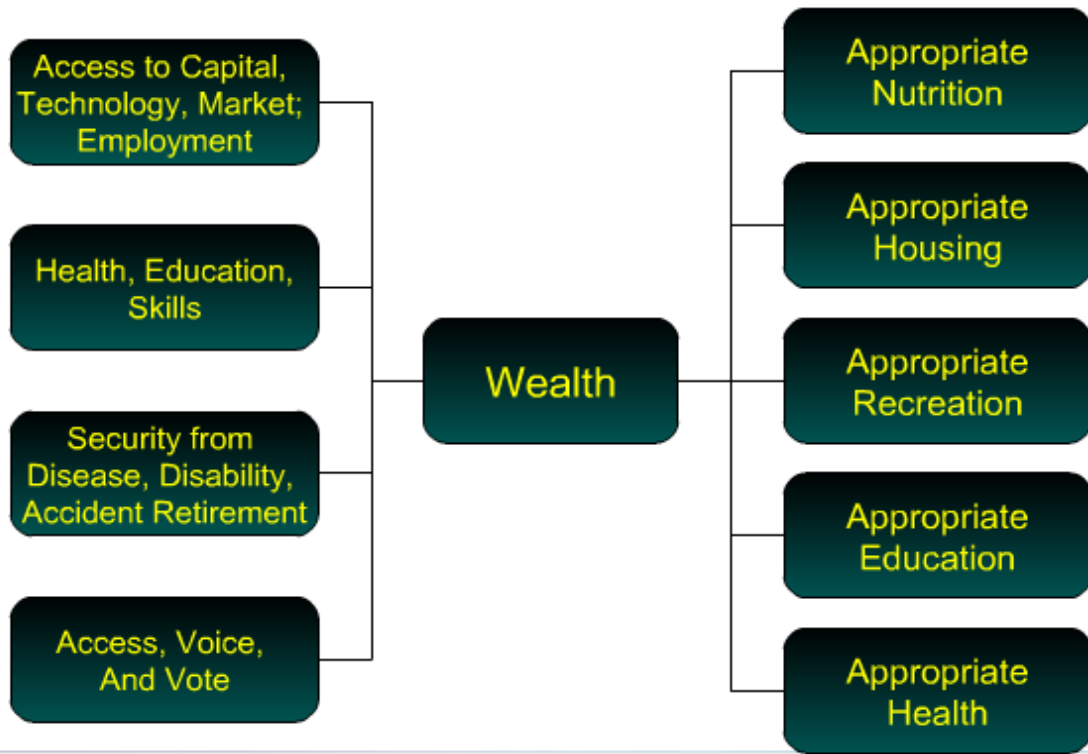 Access to Capital,
Technology, Market;
Employment
Health, Education,
Skills
Security from
Disease, Disability,
Accident Retirement
Access, Voice,
And Vote
Wealth
Appropriate
Nutrition
Appropriate
Housing
Appropriate
Recreation
Appropriate
Education
Appropriate
Health